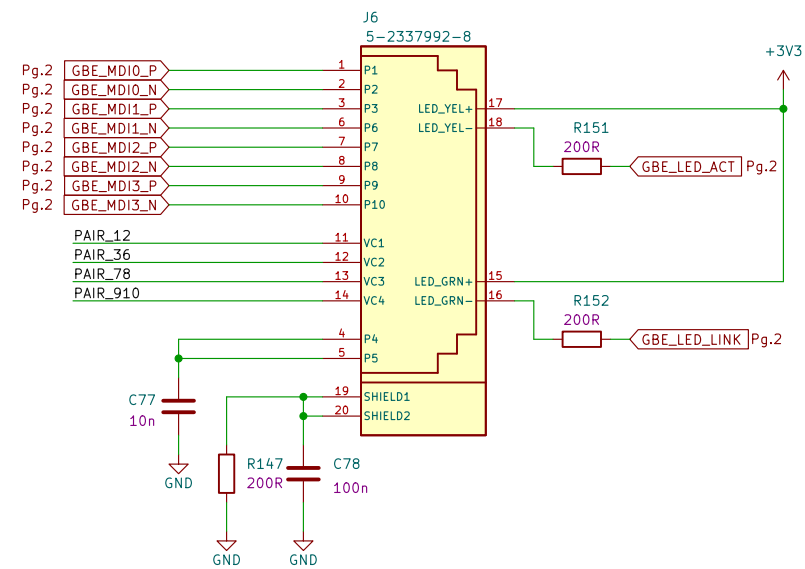 J6
5-2337992-8
+3V3
Pg.2 GBE_MDI0_P 1 P1
Pg.2 GBE_MDI0_N 2 P2
Pg.2 GBE_MDI1_P 3 P3 LED_YEL+ 17
Pg.2 GBE_MDI1_N 6 P6 LED_YEL- 18 R151
Pg.2 GBE_MDI2_P 7 P7 200R
Pg.2 GBE_MDI2_N 8 P8 GBE_LED_ACT Pg.2
Pg.2 GBE_MDI3_P 9 P9
Pg.2 GBE_MDI3_N 10 P10
PAIR_12 11 VC1
PAIR_36 12 VC2
PAIR_78 13 VC3 LED_GRN+ 15
PAIR_910 14 VC4 LED_GRN- 16 R152
200R
4 P4 GBE_LED_LINK Pg.2
5 P5
C77 19 SHIELD1
10n 20 SHIELD2
R147 C78
GND 200R 100n
GND GND